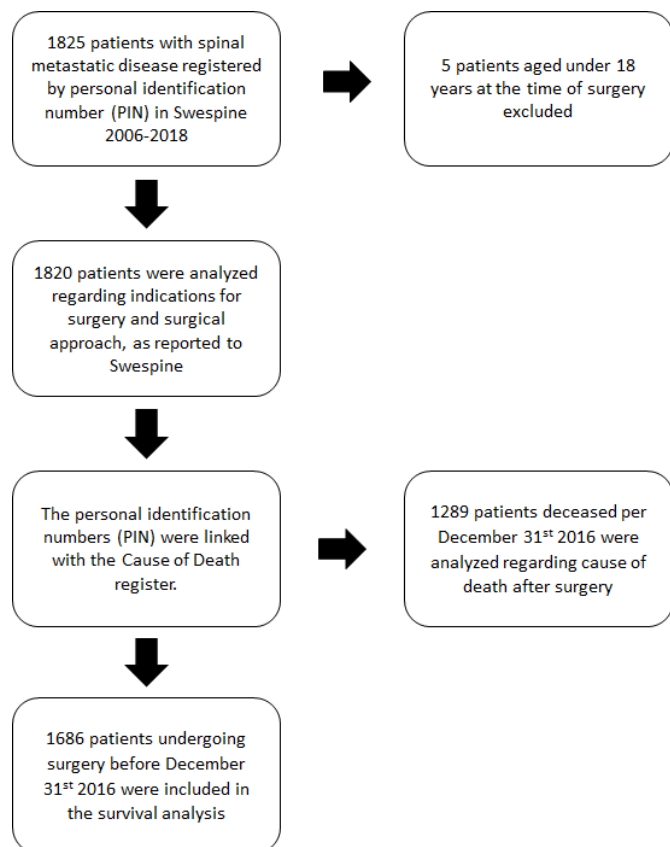 1825 patients with spinal
metastatic disease registered
by personal identification
number (PIN) in Swespine
2006-2018
5 patients aged under 18
years at the time of surgery
excluded
1820 patients were analyzed
regarding indications for
surgery and surgical
approach, as reported to
Swespine
The personal identification
numbers (PIN) were linked
with the Cause of Death
register.
1289 patients deceased per
December 31st 2016 were
analyzed regarding cause of
death after surgery
1686 patients undergoing
surgery before December
31st 2016 were included in
the survival analysis